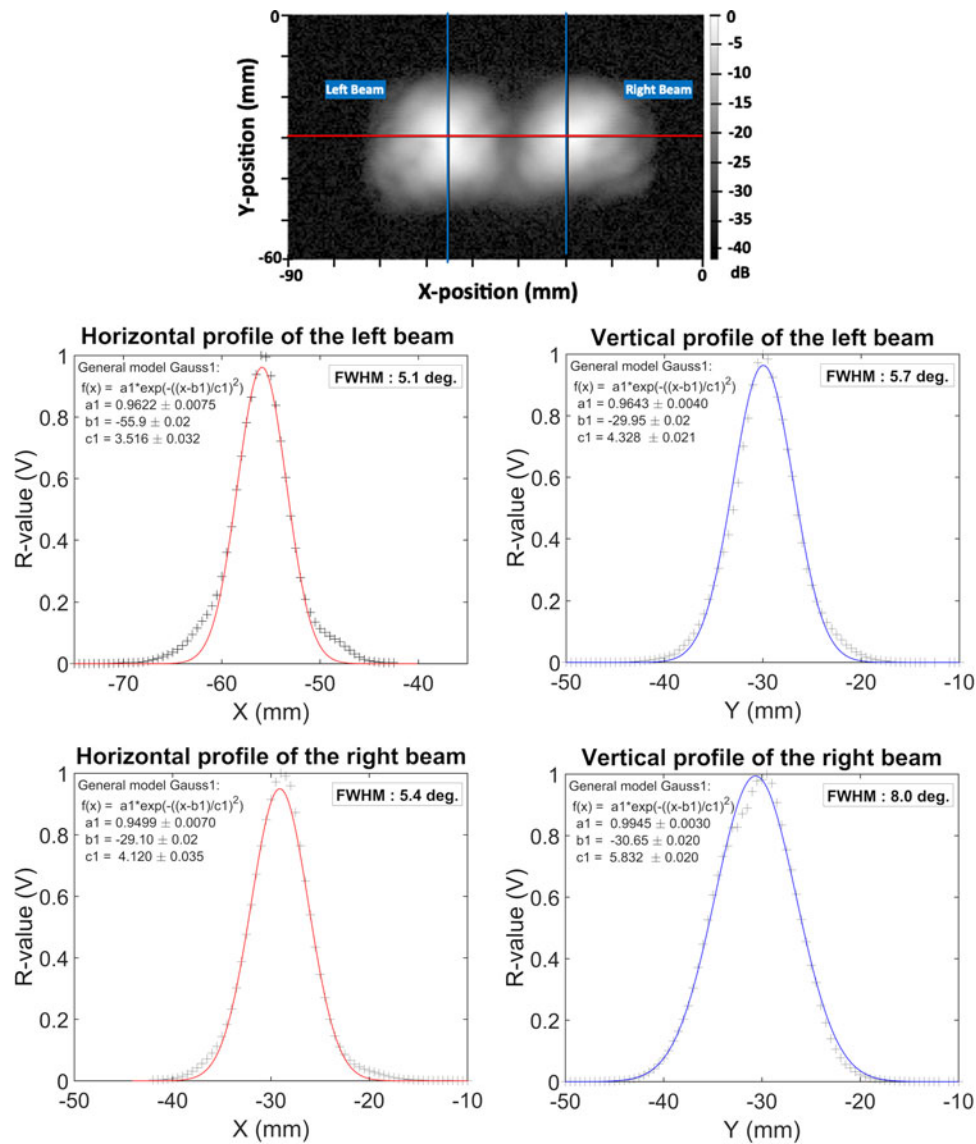 0
Y-position (mm)
-60
Left Beam
Right Beam
-90
0
X-position (mm)
0
-5
-10
-15
-20
-25
-30
-35
-40
dB
Horizontal profile of the left beam
General model Gauss1:
f(x) = a1*exp(-((x-b1)/c1)²)
a1 = 0.9622 ± 0.0075
b1 = -55.9 ± 0.02
c1 = 3.516 ± 0.032
FWHM : 5.1 deg.
1
0.8
0.6
0.4
0.2
0
R-value (V)
-70
-60
-50
-40
X (mm)
Vertical profile of the left beam
General model Gauss1:
f(x) = a1*exp(-((x-b1)/c1)²)
a1 = 0.9643 ± 0.0040
b1 = -29.95 ± 0.02
c1 = 4.328 ± 0.021
FWHM : 5.7 deg.
1
0.8
0.6
0.4
0.2
0
R-value (V)
-50
-40
-30
-20
-10
Y (mm)
Horizontal profile of the right beam
General model Gauss1:
f(x) = a1*exp(-((x-b1)/c1)²)
a1 = 0.9499 ± 0.0070
b1 = -29.10 ± 0.02
c1 = 4.120 ± 0.035
FWHM : 5.4 deg.
1
0.8
0.6
0.4
0.2
0
R-value (V)
-50
-40
-30
-20
-10
X (mm)
Vertical profile of the right beam
General model Gauss1:
f(x) = a1*exp(-((x-b1)/c1)²)
a1 = 0.9945 ± 0.0030
b1 = -30.65 ± 0.020
c1 = 5.832 ± 0.020
FWHM : 8.0 deg.
1
0.8
0.6
0.4
0.2
0
R-value (V)
-50
-40
-30
-20
-10
Y (mm)